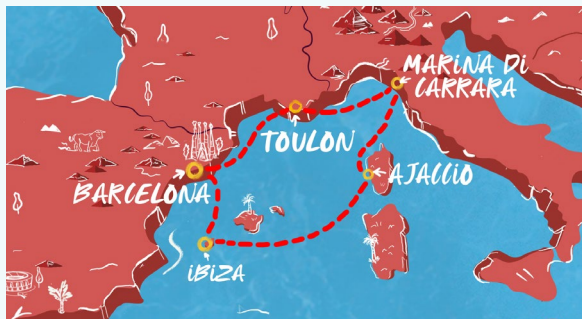 MARINA DI
CARRARA
TOULON
AJACCIO
BARCELONA
iBiZA